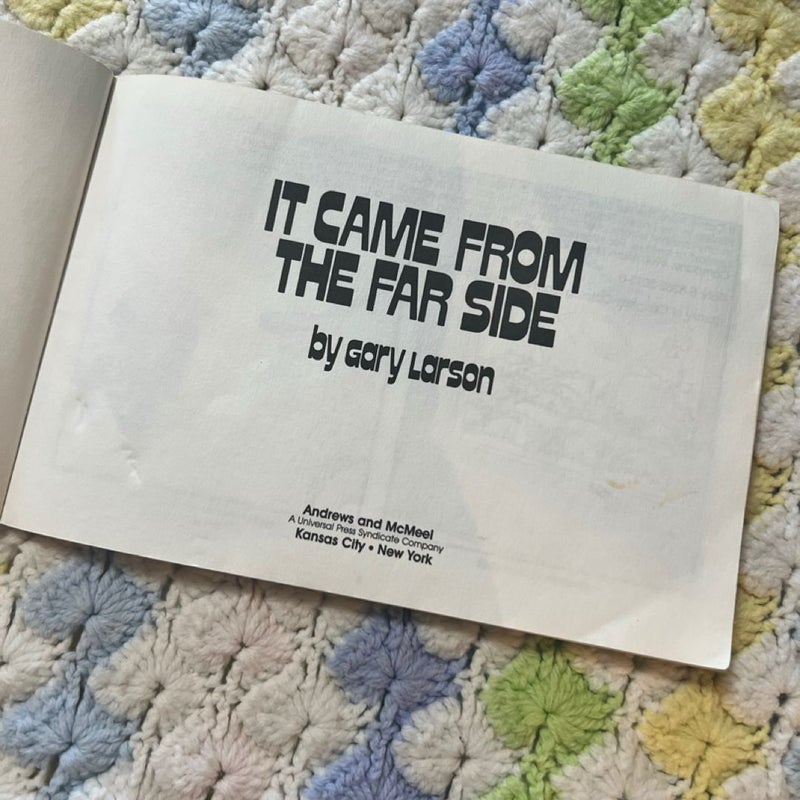 IT CAME FROM
THE FAR SIDE
by Gary Larson
Andrews and McMeel
A Universal Press Syndicate Company
Kansas City • New York